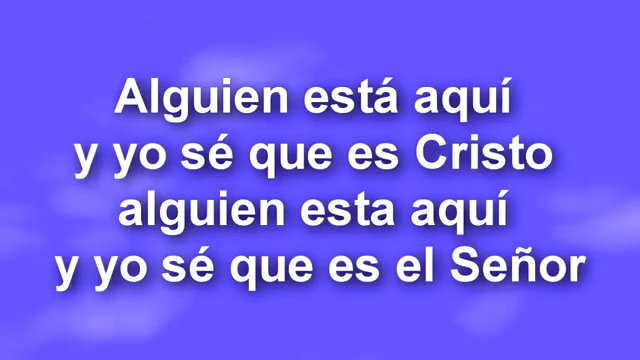 Alguien está aquí
y yo sé que es Cristo
alguien esta aquí
y yo sé que es el Señor